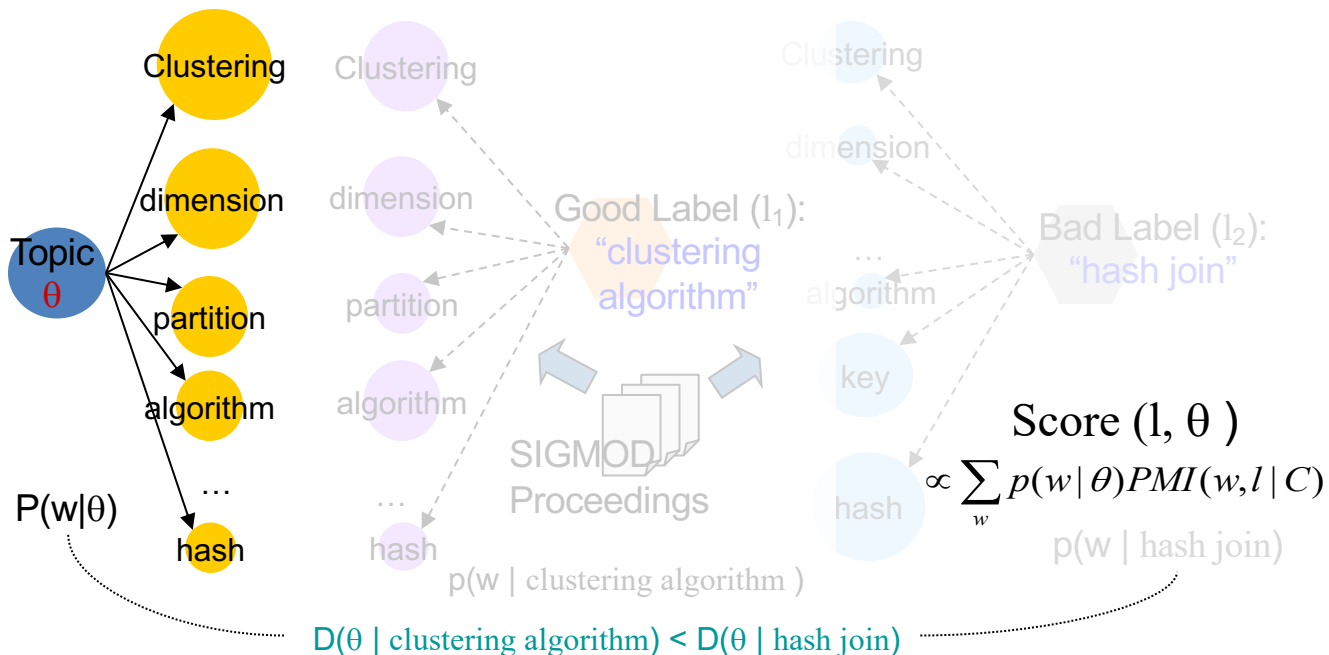 Clustering
dimension
Topic
θ
partition
algorithm
...
P(w|θ)
hash
Clustering
dimension
partition
algorithm
...
hash
Good Label (l₁):
“clustering
algorithm”
SIGMOD
Proceedings
p(w | clustering algorithm )
Clustering
dimension
...
algorithm
key
hash
Bad Label (l₂):
“hash join”
Score (l, θ )
∝ ∑_w p(w | θ)PMI(w, l | C)
p(w | hash join)
D(θ | clustering algorithm) < D(θ | hash join)